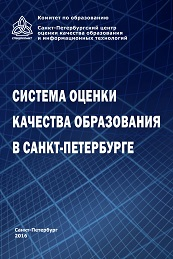 Комитет по образованию
Санкт-Петербургский центр
оценки качества образования
и информационных технологий
СИСТЕМА ОЦЕНКИ
КАЧЕСТВА ОБРАЗОВАНИЯ
В САНКТ-ПЕТЕРБУРГЕ
Санкт-Петербург
2016